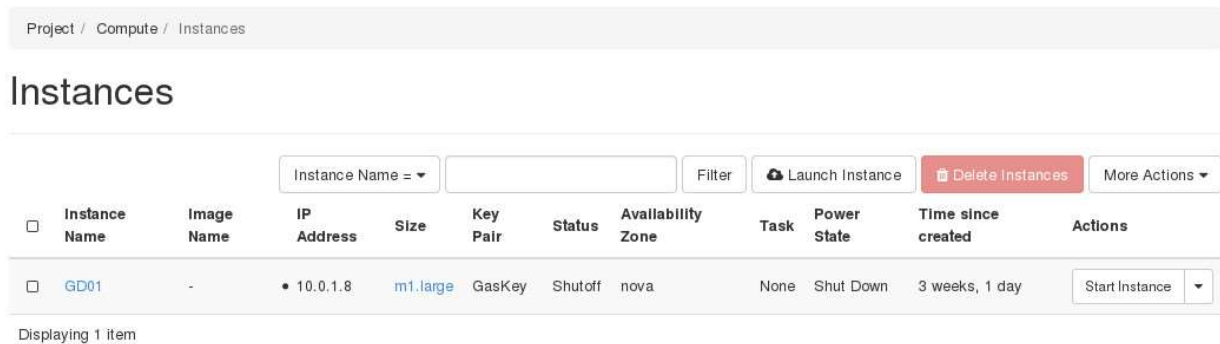 Project / Compute / Instances
Instances
Instance Name = Filter Launch Instance Delete Instances More Actions
Instance Name Image Name IP Address Size Key Pair Status Availability Zone Task Power State Time since created Actions
GD01 - • 10.0.1.8 m1.large GasKey Shutoff nova None Shut Down 3 weeks, 1 day Start Instance
Displaying 1 item